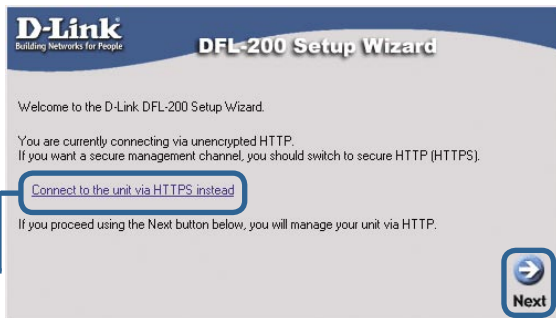 D-Link
Building Networks for People
DFL-200 Setup Wizard
Welcome to the D-Link DFL-200 Setup Wizard.
You are currently connecting via unencrypted HTTP.
If you want a secure management channel, you should switch to secure HTTP (HTTPS).
Connect to the unit via HTTPS instead
If you proceed using the Next button below, you will manage your unit via HTTP.
Next